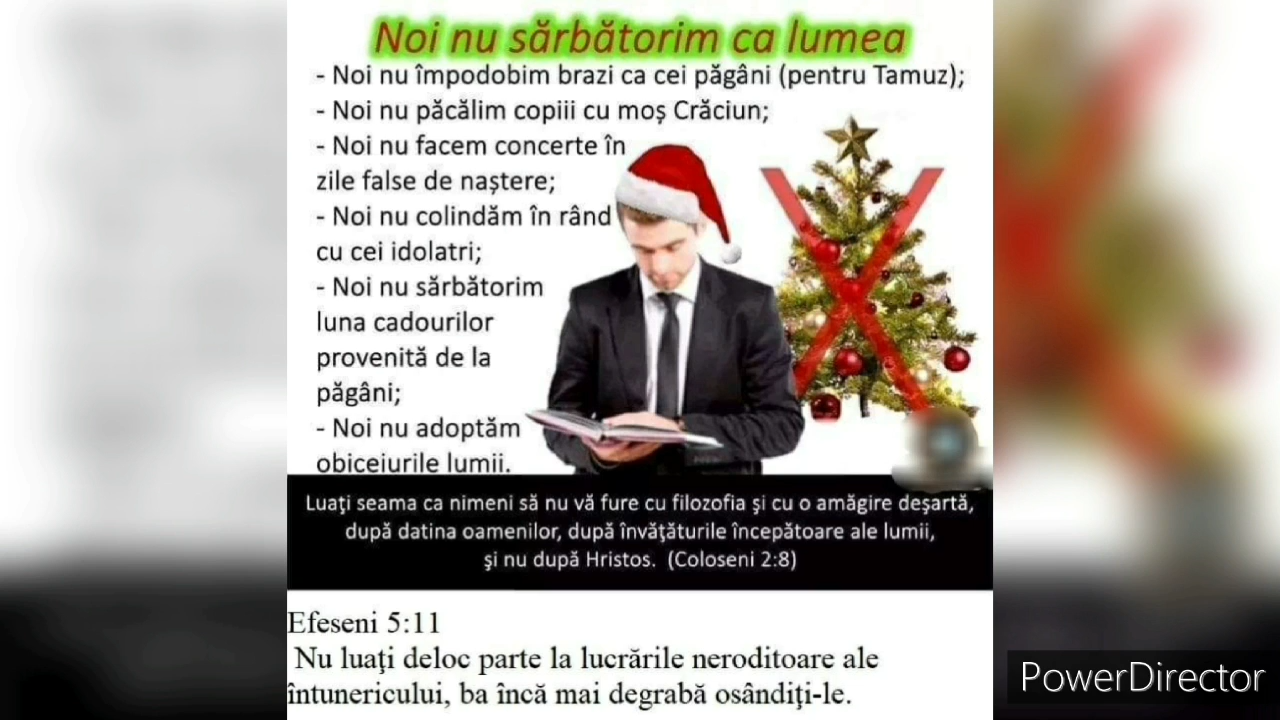 Noi nu sărbătorim ca lumea
- Noi nu împodobim brazi ca cei păgâni (pentru Tamuz);
- Noi nu păcălim copiii cu moș Crăciun;
- Noi nu facem concerte în
zile false de naștere;
- Noi nu colindăm în rând
cu cei idolatri;
- Noi nu sărbătorim
luna cadourilor
provenită de la
păgâni;
- Noi nu adoptăm
obiceiurile lumii.
Luaţi seama ca nimeni să nu vă fure cu filozofia şi cu o amăgire deşartă,
după datina oamenilor, după învăţăturile începătoare ale lumii,
şi nu după Hristos. (Coloseni 2:8)
Efeseni 5:11
Nu luaţi deloc parte la lucrările neroditoare ale
întunericului, ba încă mai degrabă osândiţi-le.
PowerDirector